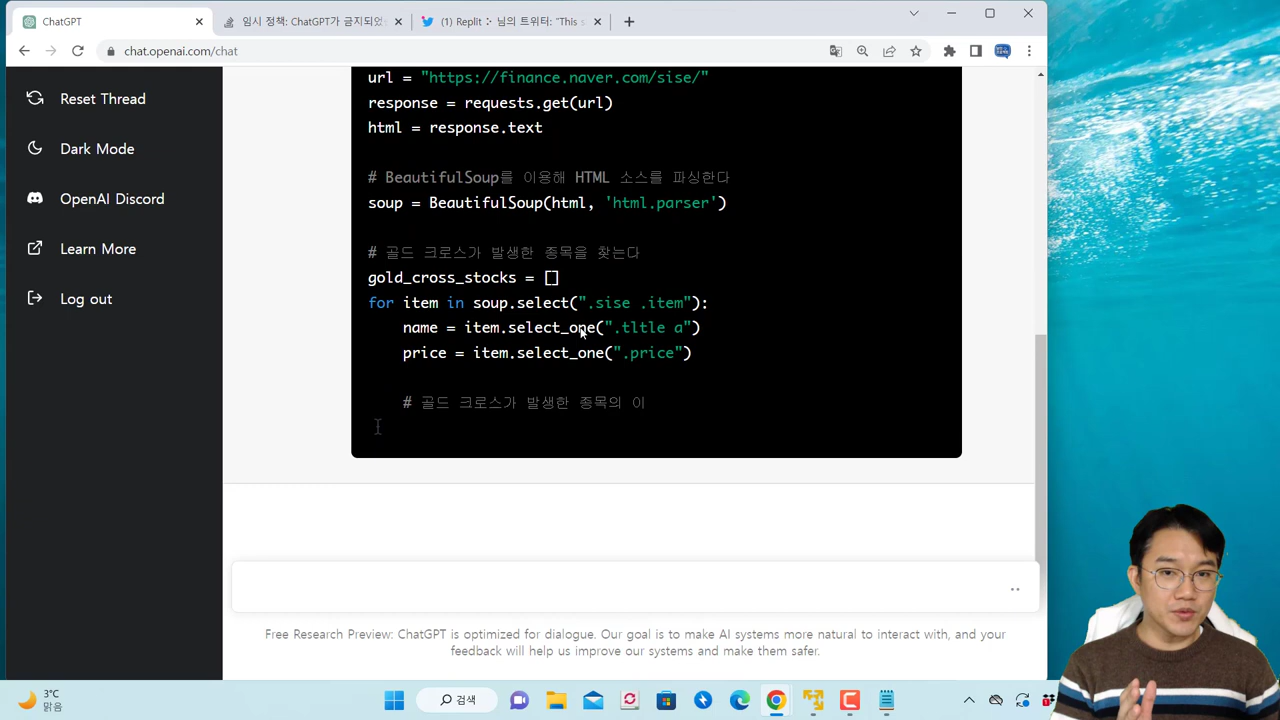 ChatGPT
임시 정책: ChatGPT가 금지되었
(1) Replit 님의 트위터: "This s
chat.openai.com/chat
Reset Thread
Dark Mode
OpenAI Discord
Learn More
Log out
url = "https://finance.naver.com/sise/"
response = requests.get(url)
html = response.text
# BeautifulSoup를 이용해 HTML 소스를 파싱한다
soup = BeautifulSoup(html, 'html.parser')
# 골드 크로스가 발생한 종목을 찾는다
gold_cross_stocks = []
for item in soup.select(".sise .item"):
name = item.select_one(".tltle a")
price = item.select_one(".price")
# 골드 크로스가 발생한 종목의 이
Free Research Preview: ChatGPT is optimized for dialogue. Our goal is to make AI systems more natural to interact with, and your
feedback will help us improve our systems and make them safer.
3°C
맑음
검색